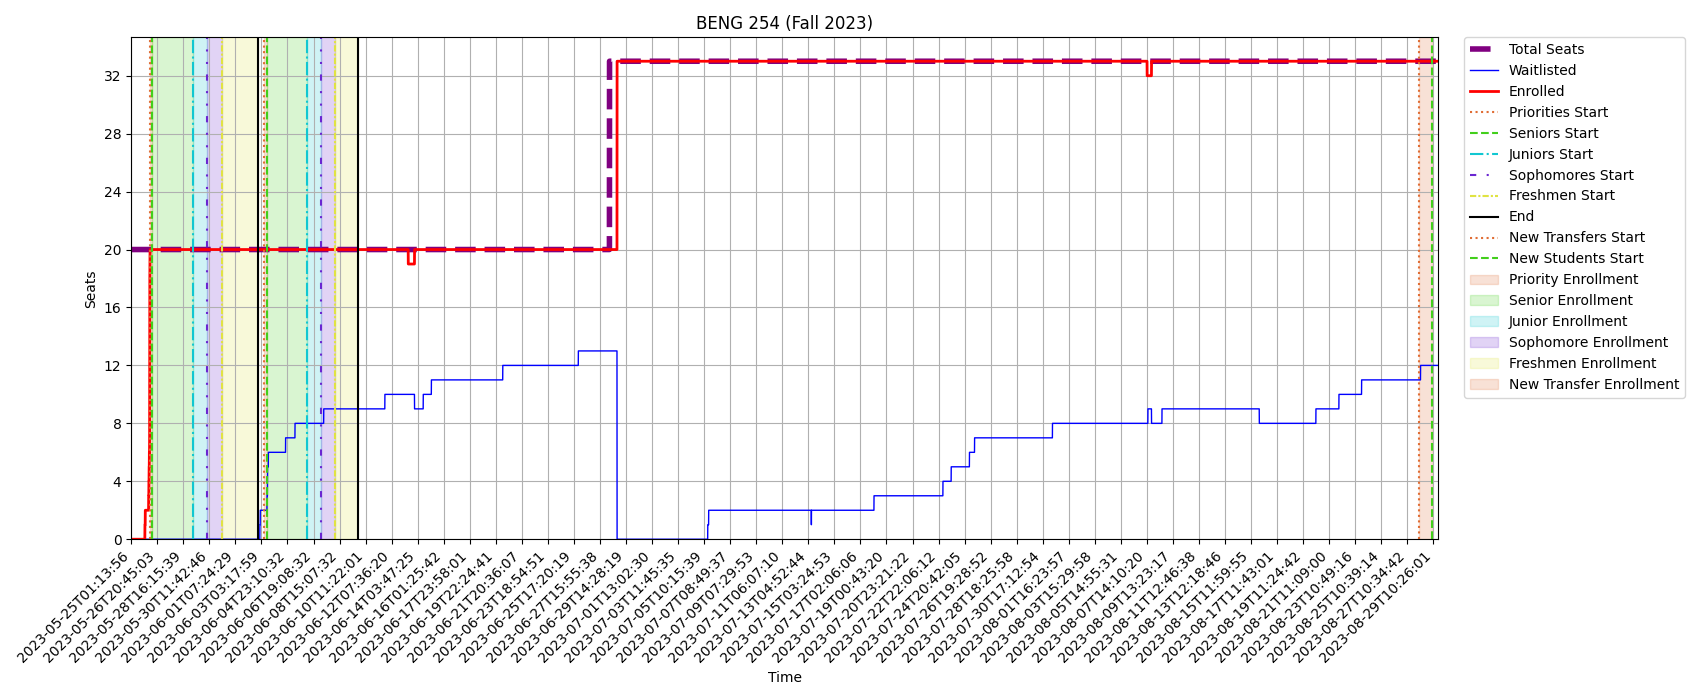 BENG 254 (Fall 2023)
Seats
32
28
24
20
16
12
8
4
0
2023-05-25T01:13:56
2023-05-26T20:45:03
2023-05-28T16:15:39
2023-05-30T11:42:46
2023-06-01T07:24:29
2023-06-03T03:17:59
2023-06-04T23:10:32
2023-06-06T19:08:32
2023-06-08T15:07:32
2023-06-10T11:22:01
2023-06-12T07:36:20
2023-06-14T03:47:25
2023-06-16T01:25:42
2023-06-17T23:58:01
2023-06-19T22:24:41
2023-06-21T20:36:07
2023-06-23T18:54:51
2023-06-25T17:20:19
2023-06-27T15:55:38
2023-06-29T14:28:19
2023-07-01T13:02:30
2023-07-03T11:45:35
2023-07-05T10:15:39
2023-07-07T08:49:37
2023-07-09T07:29:53
2023-07-11T06:07:10
2023-07-13T04:52:44
2023-07-15T03:24:53
2023-07-17T02:06:06
2023-07-19T00:43:20
2023-07-20T23:21:22
2023-07-22T22:06:12
2023-07-24T20:42:05
2023-07-26T19:28:52
2023-07-28T18:25:58
2023-07-30T17:12:54
2023-08-01T16:23:57
2023-08-03T15:29:58
2023-08-05T14:55:31
2023-08-07T14:10:20
2023-08-09T13:23:17
2023-08-11T12:46:38
2023-08-13T12:18:46
2023-08-15T11:59:55
2023-08-17T11:43:01
2023-08-19T11:24:42
2023-08-21T11:09:00
2023-08-23T10:49:16
2023-08-25T10:39:14
2023-08-27T10:34:42
2023-08-29T10:26:01
Time
Total Seats
Waitlisted
Enrolled
Priorities Start
Seniors Start
Juniors Start
Sophomores Start
Freshmen Start
End
New Transfers Start
New Students Start
Priority Enrollment
Senior Enrollment
Junior Enrollment
Sophomore Enrollment
Freshmen Enrollment
New Transfer Enrollment